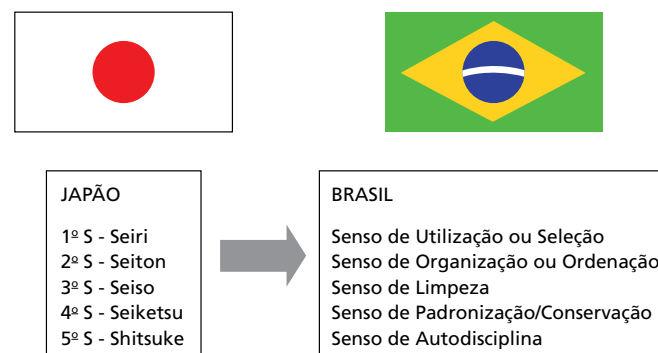 JAPÃO
1º S - Seiri
2º S - Seiton
3º S - Seiso
4º S - Seiketsu
5º S - Shitsuke
BRASIL
Senso de Utilização ou Seleção
Senso de Organização ou Ordenação
Senso de Limpeza
Senso de Padronização/Conservação
Senso de Autodisciplina